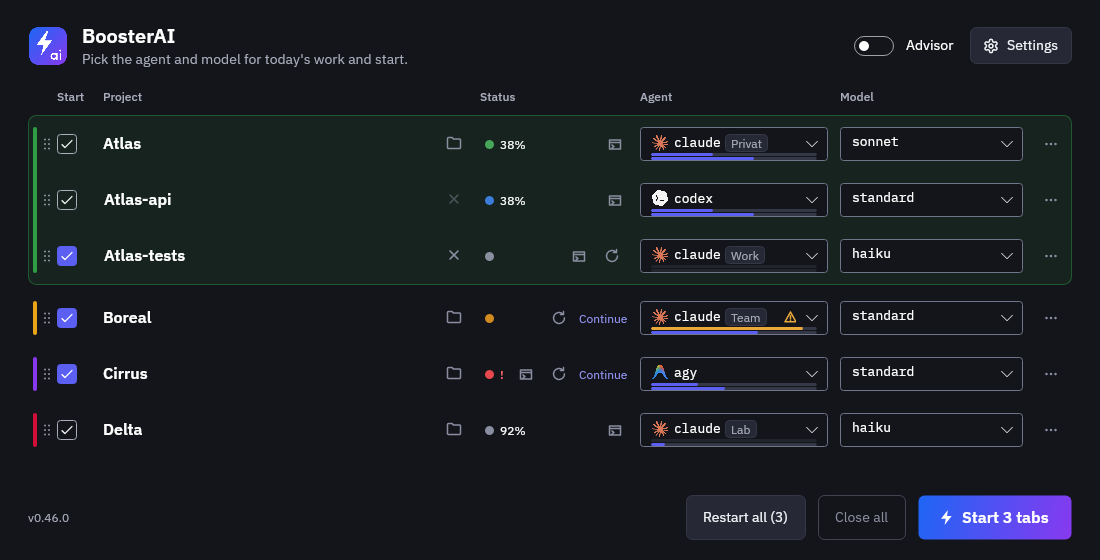 ai
BoosterAI
Pick the agent and model for today's work and start.
Advisor
Settings
Start Project Status Agent Model
Atlas 38% claude Privat sonnet
Atlas-api 38% codex standard
Atlas-tests claude Work haiku
Boreal Continue claude Team standard
Cirrus ! Continue agy standard
Delta 92% claude Lab haiku
v0.46.0
Restart all (3)
Close all
Start 3 tabs